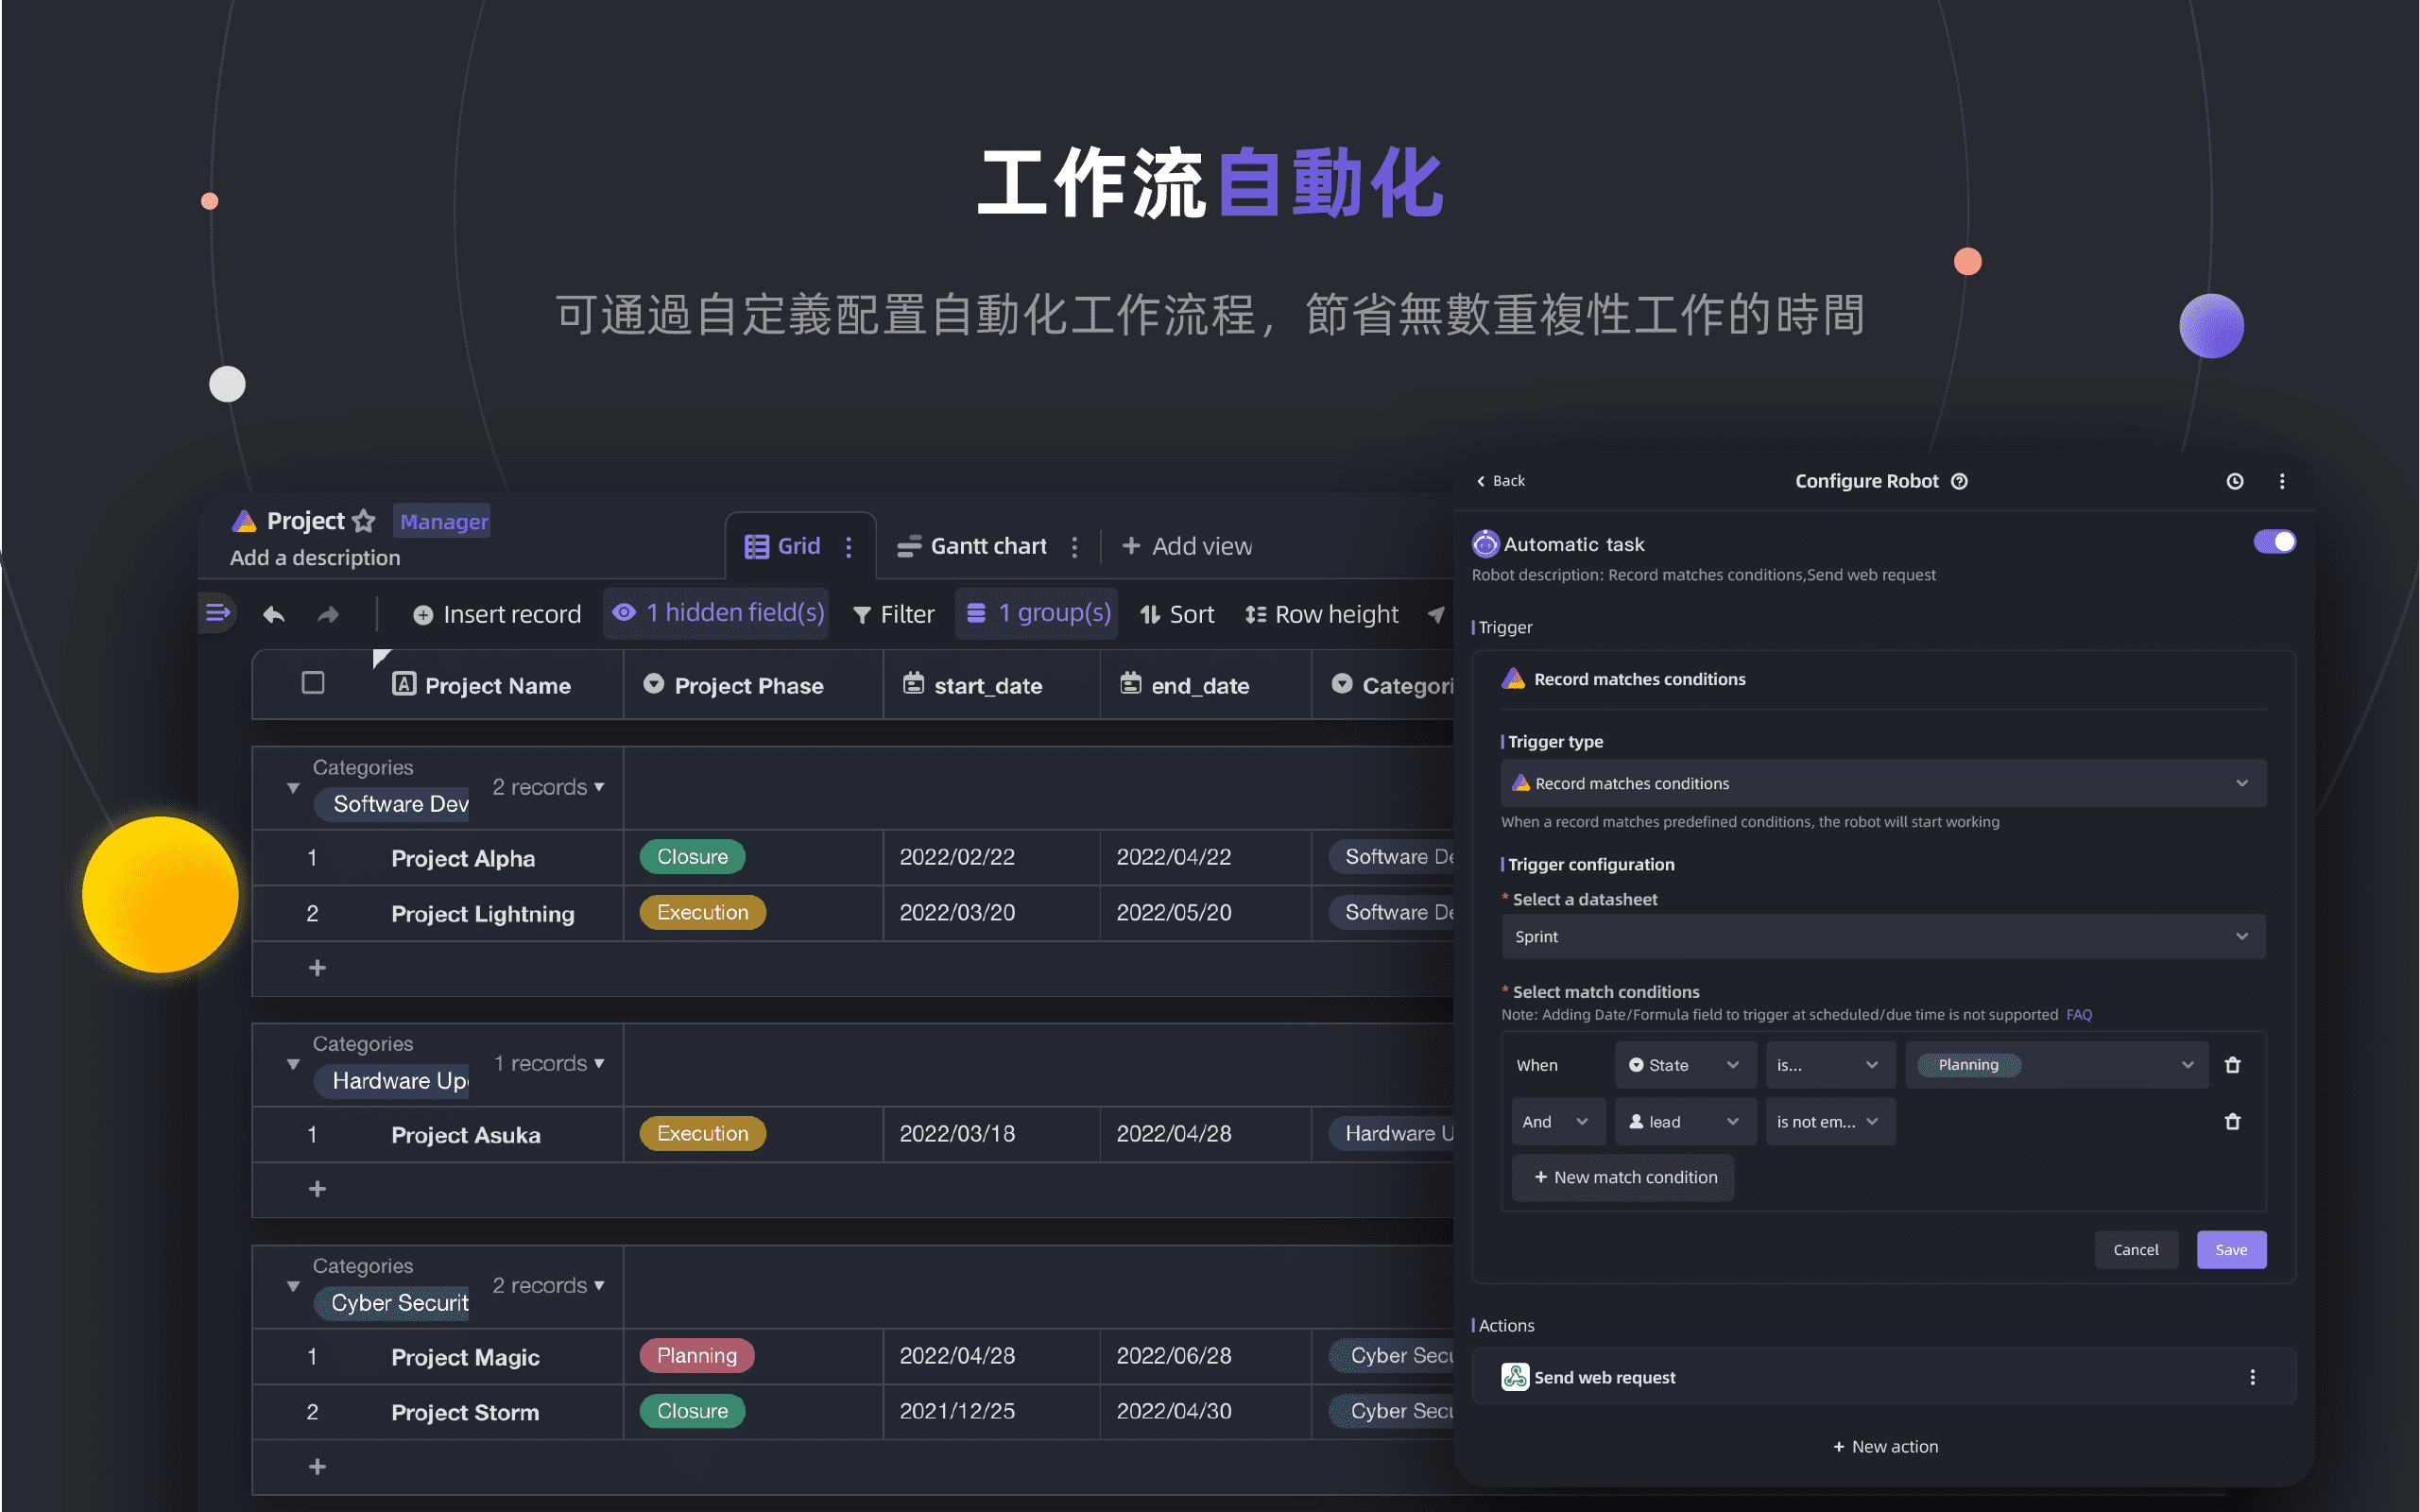 工作流自動化
可通過自定義配置自動化工作流程，節省無數重複性工作的時間
Project Manager
Add a description
Grid Gantt chart + Add view
Insert record 1 hidden field(s) Filter 1 group(s) Sort Row height
Project Name Project Phase start_date end_date Categori
Categories
Software Dev 2 records
1 Project Alpha Closure 2022/02/22 2022/04/22 Software De
2 Project Lightning Execution 2022/03/20 2022/05/20 Software De
+
Categories
Hardware Up 1 records
1 Project Asuka Execution 2022/03/18 2022/04/28 Hardware U
+
Categories
Cyber Securit 2 records
1 Project Magic Planning 2022/04/28 2022/06/28 Cyber Secu
2 Project Storm Closure 2021/12/25 2022/04/30 Cyber Secu
+
Back Configure Robot
Automatic task
Robot description: Record matches conditions,Send web request
Trigger
Record matches conditions
Trigger type
Record matches conditions
When a record matches predefined conditions, the robot will start working
Trigger configuration
* Select a datasheet
Sprint
* Select match conditions
Note: Adding Date/Formula field to trigger at scheduled/due time is not supported FAQ
When State is... Planning
And lead is not em...
+ New match condition
Cancel Save
Actions
Send web request
+ New action